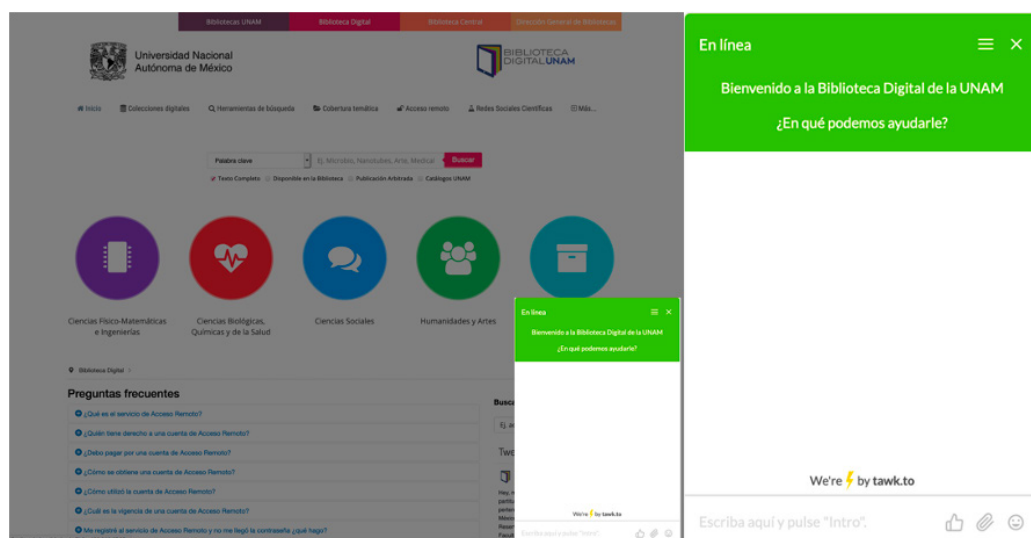 Bibliotecas UNAM
Biblioteca Digital
Biblioteca Central
Dirección General de Bibliotecas
Universidad Nacional
Autónoma de México
BIBLIOTECA
DIGITAL UNAM
Inicio
Colecciones digitales
Herramientas de búsqueda
Cobertura temática
Acceso remoto
Redes Sociales Científicas
Más...
Palabra clave
Ej. Microbio, Nanotubes, Arte, Medical
Buscar
Texto Completo
Disponible en la Biblioteca
Publicación Arbitrada
Catálogos UNAM
Ciencias Físico-Matemáticas
e Ingenierías
Ciencias Biológicas,
Químicas y de la Salud
Ciencias Sociales
Humanidades y Artes
Biblioteca Digital >
Preguntas frecuentes
¿Qué es el servicio de Acceso Remoto?
¿Quién tiene derecho a una cuenta de Acceso Remoto?
¿Debo pagar por una cuenta de Acceso Remoto?
¿Cómo se obtiene una cuenta de Acceso Remoto?
¿Cómo utilizó la cuenta de Acceso Remoto?
¿Cuál es la vigencia de una cuenta de Acceso Remoto?
Me registré al servicio de Acceso Remoto y no me llegó la contraseña ¿qué hago?
En línea
Bienvenido a la Biblioteca Digital de la UNAM
¿En qué podemos ayudarle?
We're by tawk.to
Escriba aquí y pulse "Intro".
En línea
Bienvenido a la Biblioteca Digital de la UNAM
¿En qué podemos ayudarle?
We're by tawk.to
Escriba aquí y pulse "Intro".